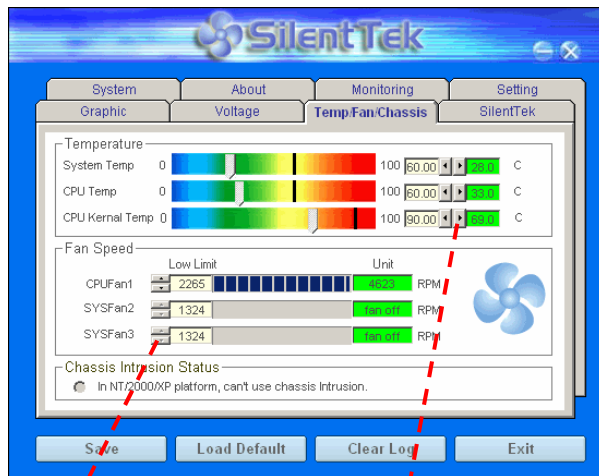 SilentTek
System About Monitoring Setting
Graphic Voltage Temp/Fan/Chassis SilentTek
Temperature
System Temp 0 100 60.00 28.0 C
CPU Temp 0 100 60.00 33.0 C
CPU Kernal Temp 0 100 90.00 69.0 C
Fan Speed
Low Limit Unit
CPUFan1 2265 4623 RPM
SYSFan2 1324 fan off RPM
SYSFan3 1324 fan off RPM
Chassis Intrusion Status
In NT/2000/XP platform, can't use chassis Intrusion.
Save Load Default Clear Log Exit